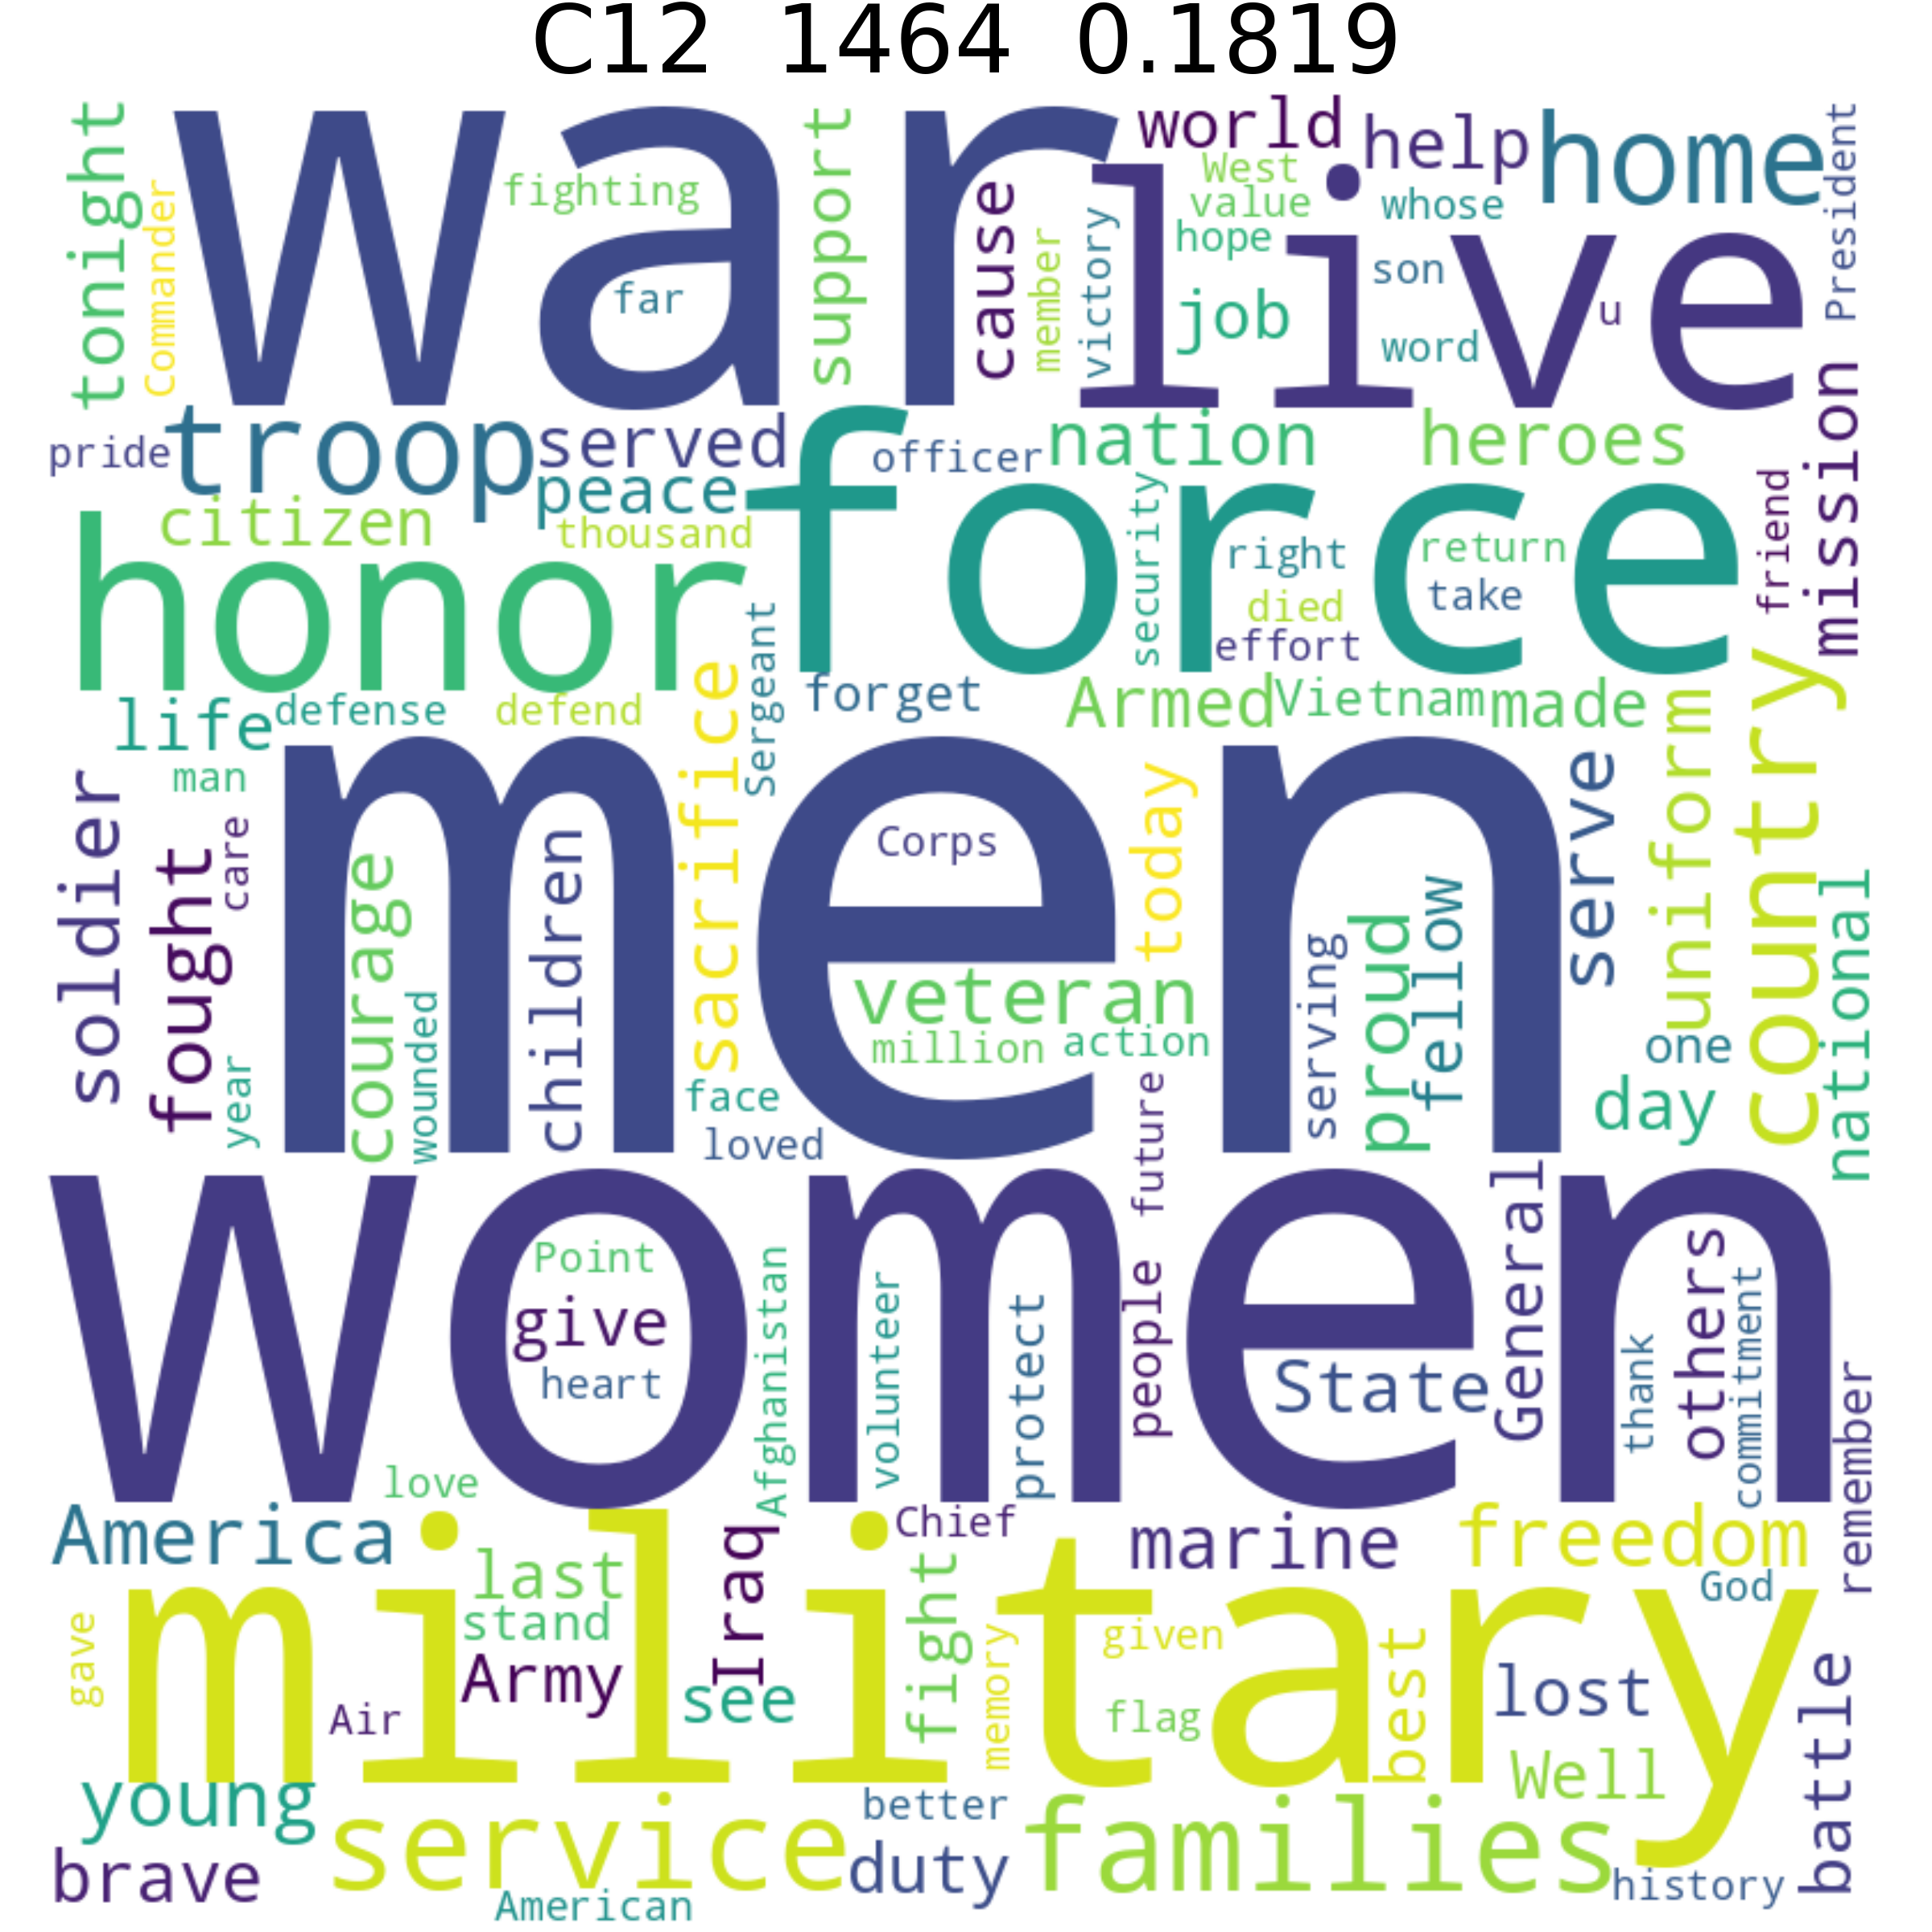 C12 1464 0.1819
tonight
Commander
war
fighting
far
support
cause
member
victory
world
West
value
hope
job
live
help
whose
son
word
u
home
President
pride
troop
served
peace
officer
nation
heroes
mission
citizen
thousand
force
security
right
return
died
take
effort
friend
honor
Sergeant
forget
Armed
Vietnam
made
life
defense
defend
sacrifice
uniform
country
man
soldier
fought
care
year
men
courage
wounded
children
Corps
today
veteran
million
action
face
loved
serving
proud
fellow
serve
one
day
national
future
women
Point
give
heart
love
Afghanistan
volunteer
protect
people
State
General
thank
others
commitment
remember
America
last
stand
Army
Iraq
see
Chief
fight
memory
marine
freedom
God
military
gave
Air
given
flag
best
lost
Well
battle
young
service
better
duty
families
brave
American
history